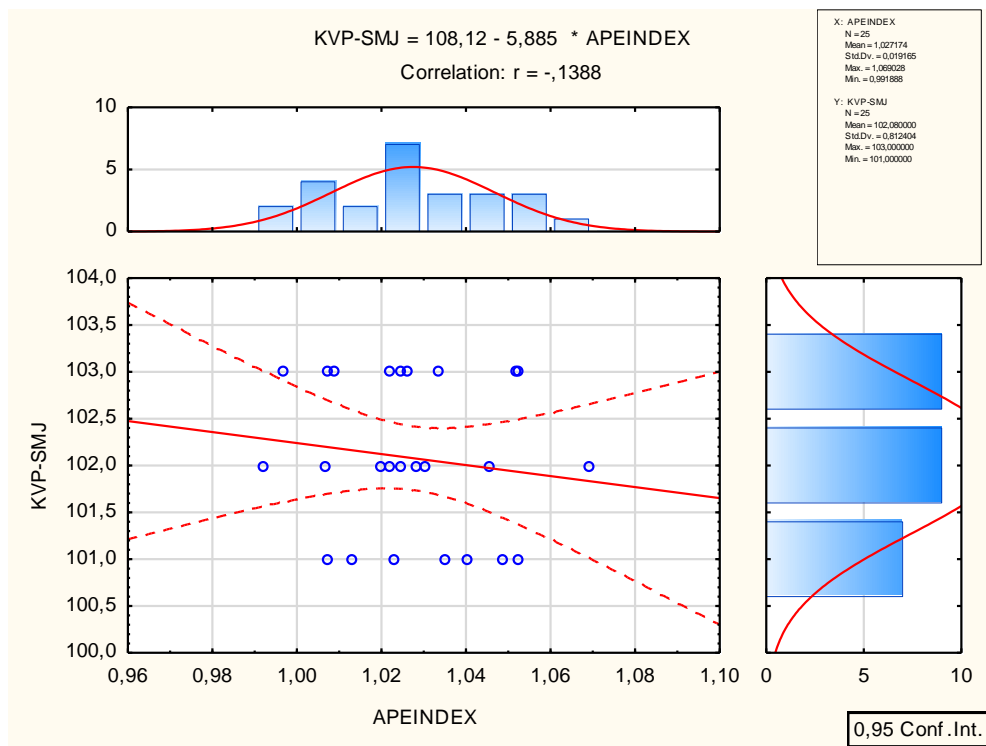 KVP-SMJ = 108,12 - 5,885 * APEINDEX
Correlation: r = -,1388
X: APEINDEX
N = 25
Mean = 1,027174
Std.Dv. = 0,019165
Max. = 1,069028
Min. = 0,991888
Y: KVP-SMJ
N = 25
Mean = 102,080000
Std.Dv. = 0,812404
Max. = 103,000000
Min. = 101,000000
10
5
0
104,0
103,5
103,0
102,5
102,0
101,5
101,0
100,5
100,0
KVP-SMJ
0,96 0,98 1,00 1,02 1,04 1,06 1,08 1,10
APEINDEX
0 5 10
0,95 Conf.Int.